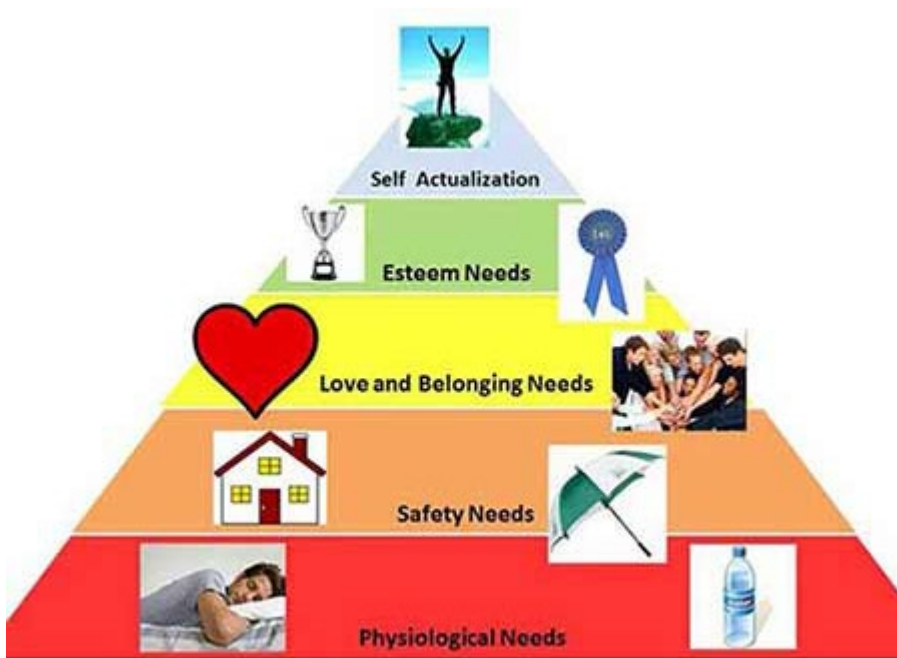 Self Actualization
Esteem Needs
Love and Belonging Needs
Safety Needs
Physiological Needs